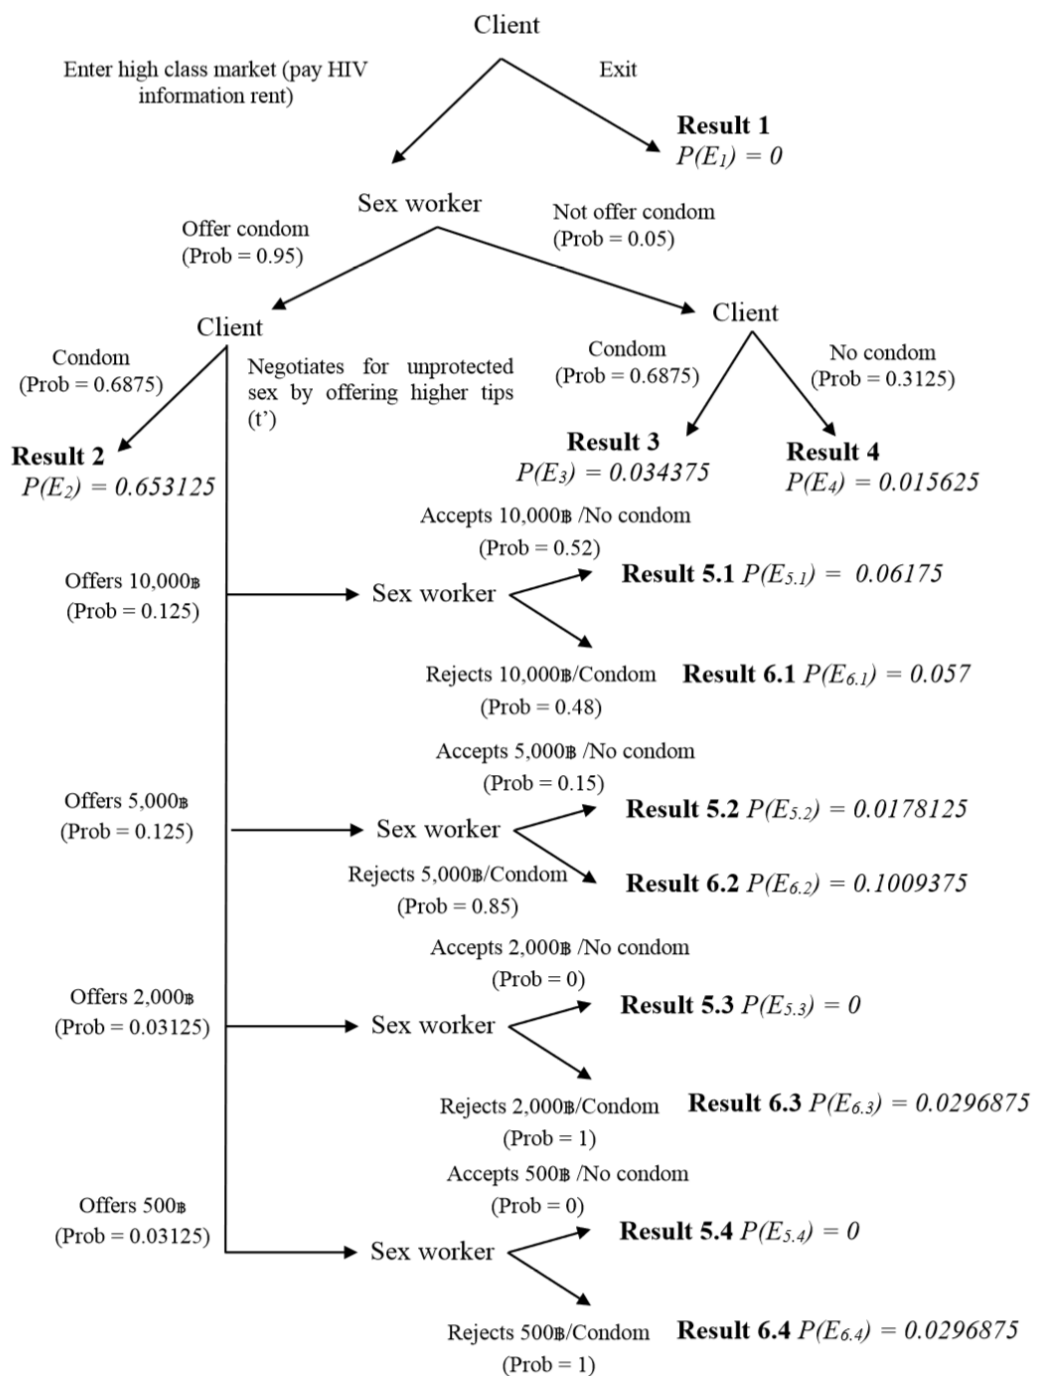 Client
Enter high class market (pay HIV
information rent)
Exit
Result 1
P(E1) = 0
Sex worker
Offer condom
(Prob = 0.95)
Not offer condom
(Prob = 0.05)
Client
Client
Condom
(Prob = 0.6875)
Negotiates for unprotected
sex by offering higher tips
(t’)
Condom
(Prob = 0.6875)
No condom
(Prob = 0.3125)
Result 2
P(E2) = 0.653125
Result 3
P(E3) = 0.034375
Result 4
P(E4) = 0.015625
Accepts 10,000฿ /No condom
(Prob = 0.52)
Offers 10,000฿
(Prob = 0.125)
Sex worker
Result 5.1 P(E5.1) = 0.06175
Rejects 10,000฿/Condom
(Prob = 0.48)
Result 6.1 P(E6.1) = 0.057
Accepts 5,000฿ /No condom
(Prob = 0.15)
Offers 5,000฿
(Prob = 0.125)
Sex worker
Result 5.2 P(E5.2) = 0.0178125
Rejects 5,000฿/Condom
(Prob = 0.85)
Result 6.2 P(E6.2) = 0.1009375
Accepts 2,000฿ /No condom
(Prob = 0)
Offers 2,000฿
(Prob = 0.03125)
Sex worker
Result 5.3 P(E5.3) = 0
Rejects 2,000฿/Condom
(Prob = 1)
Result 6.3 P(E6.3) = 0.0296875
Accepts 500฿ /No condom
(Prob = 0)
Offers 500฿
(Prob = 0.03125)
Sex worker
Result 5.4 P(E5.4) = 0
Rejects 500฿/Condom
(Prob = 1)
Result 6.4 P(E6.4) = 0.0296875